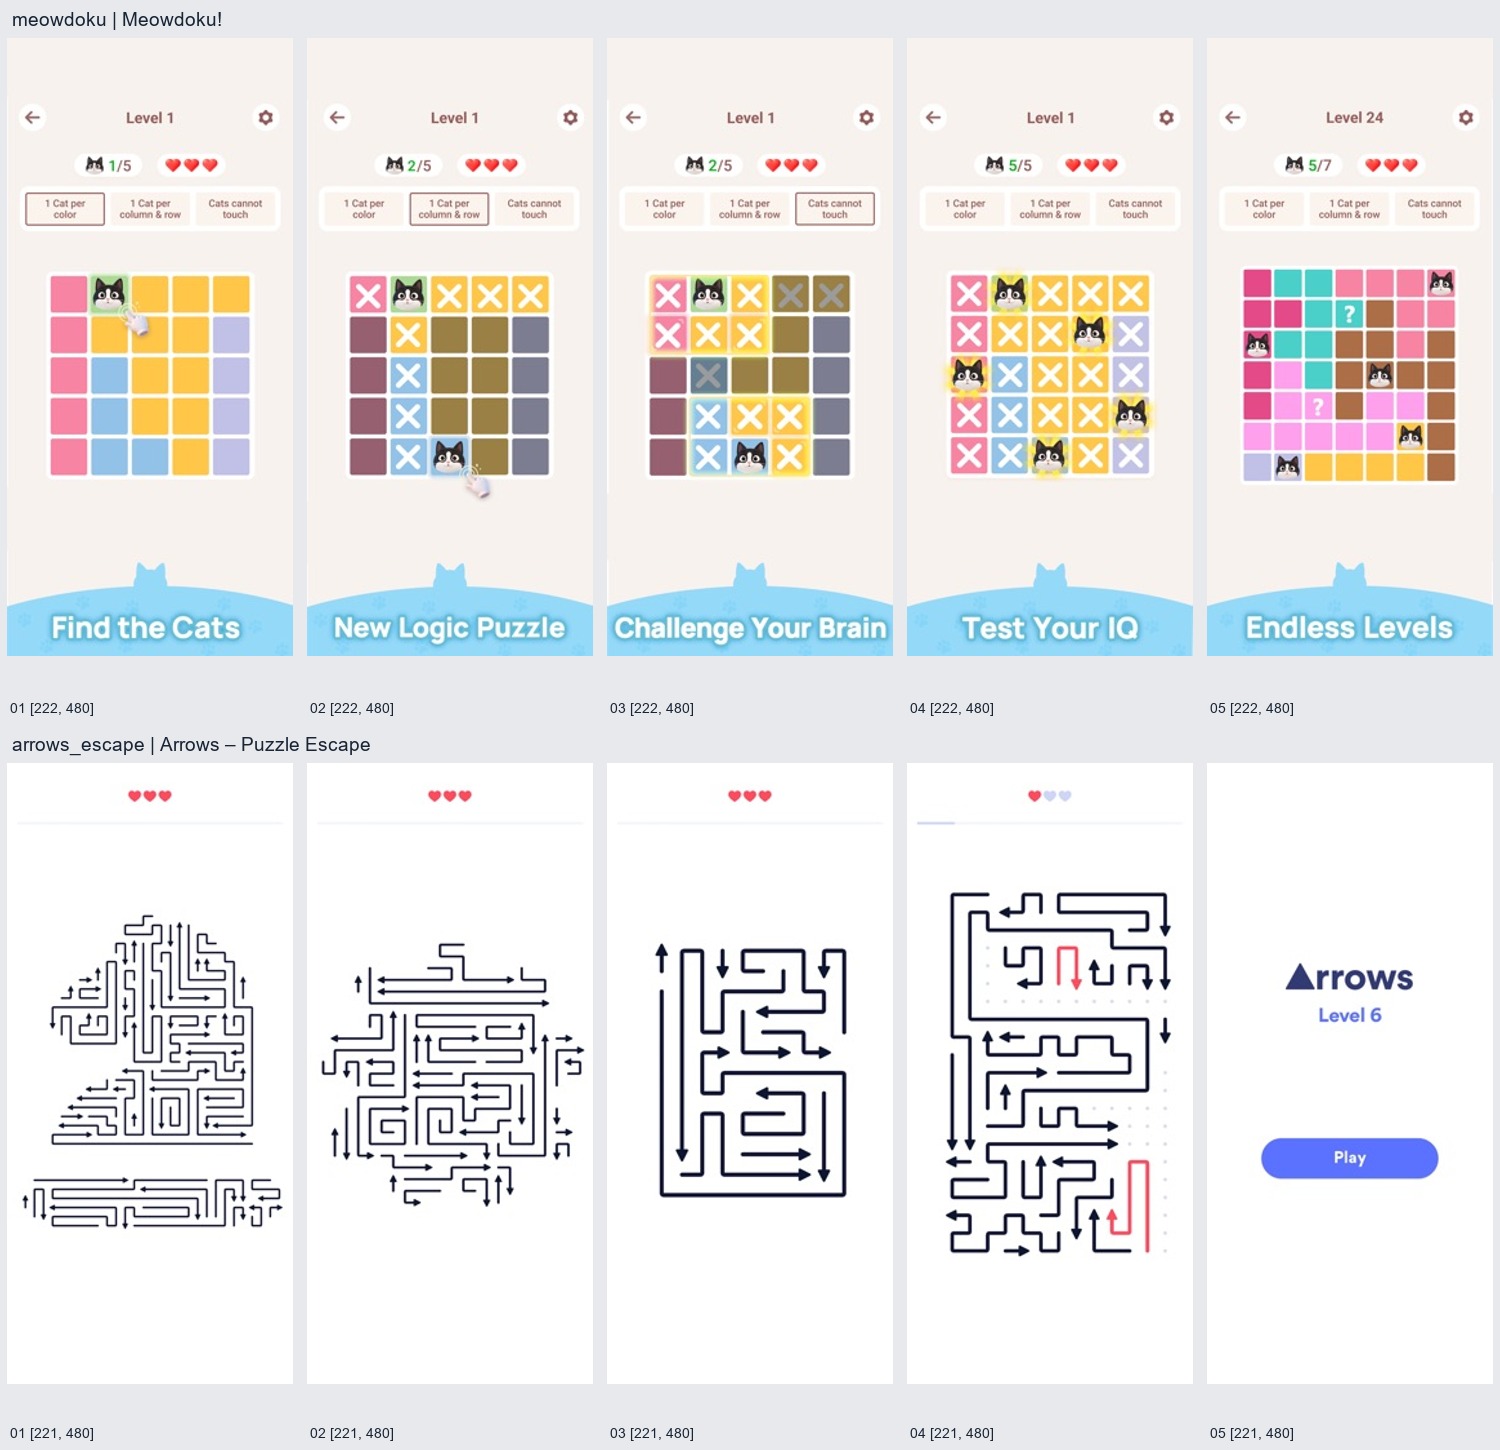 meowdoku | Meowdoku!
Level 1
1/5
1 Cat per
color
1 Cat per
column & row
Cats cannot
touch
Find the Cats
Level 1
2/5
1 Cat per
color
1 Cat per
column & row
Cats cannot
touch
New Logic Puzzle
Level 1
2/5
1 Cat per
color
1 Cat per
column & row
Cats cannot
touch
Challenge Your Brain
Level 1
5/5
1 Cat per
color
1 Cat per
column & row
Cats cannot
touch
Test Your IQ
Level 24
5/7
1 Cat per
color
1 Cat per
column & row
Cats cannot
touch
?
?
Endless Levels
01 [222, 480]
02 [222, 480]
03 [222, 480]
04 [222, 480]
05 [222, 480]
arrows_escape | Arrows – Puzzle Escape
Arrows
Level 6
Play
01 [221, 480]
02 [221, 480]
03 [221, 480]
04 [221, 480]
05 [221, 480]